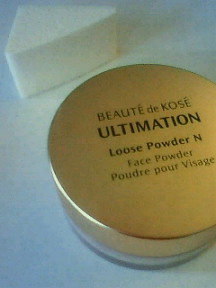 BEAUTÉ de KOSÉ
ULTIMATION
Loose Powder N
Face Powder
Poudre pour Visage